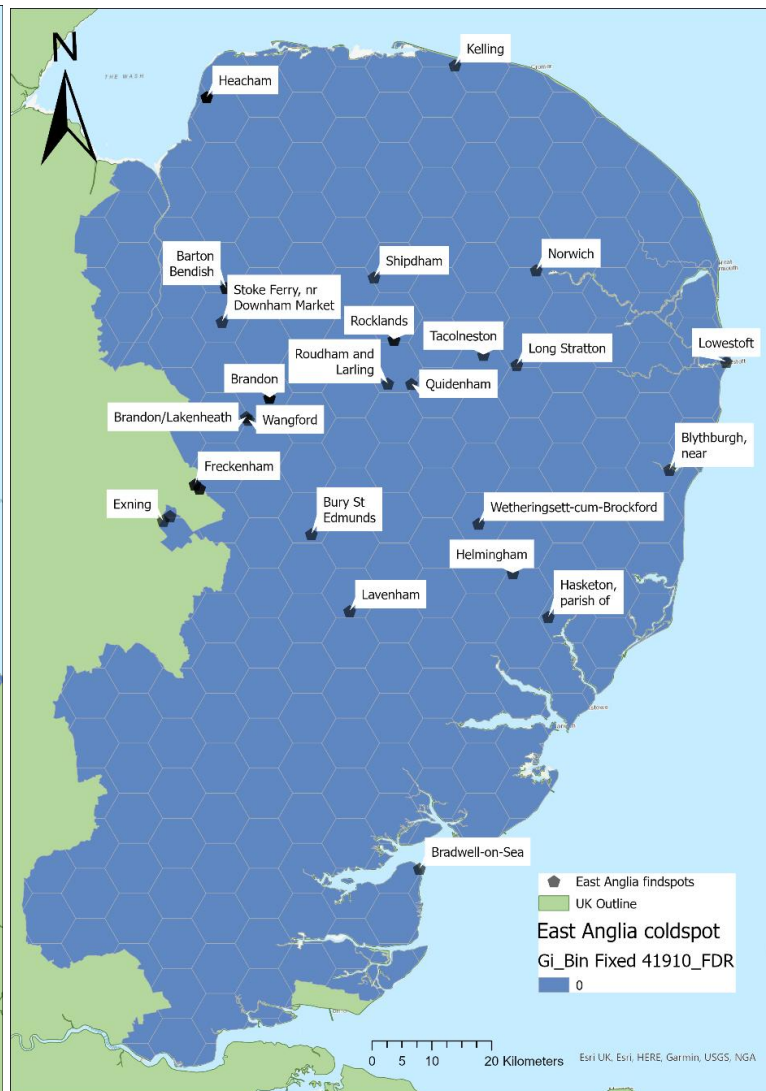 N
THE WASH
Kelling
Cromer
Heacham
Barton
Bendish
Shipdham
Norwich
Stoke Ferry, nr
Downham Market
Rocklands
Tacolneston
Long Stratton
Lowestoft
Roudham and
Larling
Quidenham
Brandon
Brandon/Lakenheath
Wangford
Blythburgh,
near
Freckenham
Exning
Bury St
Edmunds
Wetheringsett-cum-Brockford
Helmingham
Hasketon,
parish of
Lavenham
Bradwell-on-Sea
East Anglia findspots
UK Outline
East Anglia coldspot
Gi_Bin Fixed 41910_FDR
0
0 10 20 Kilometers
Esri UK, Esri, HERE, Garmin, USGS, NGA